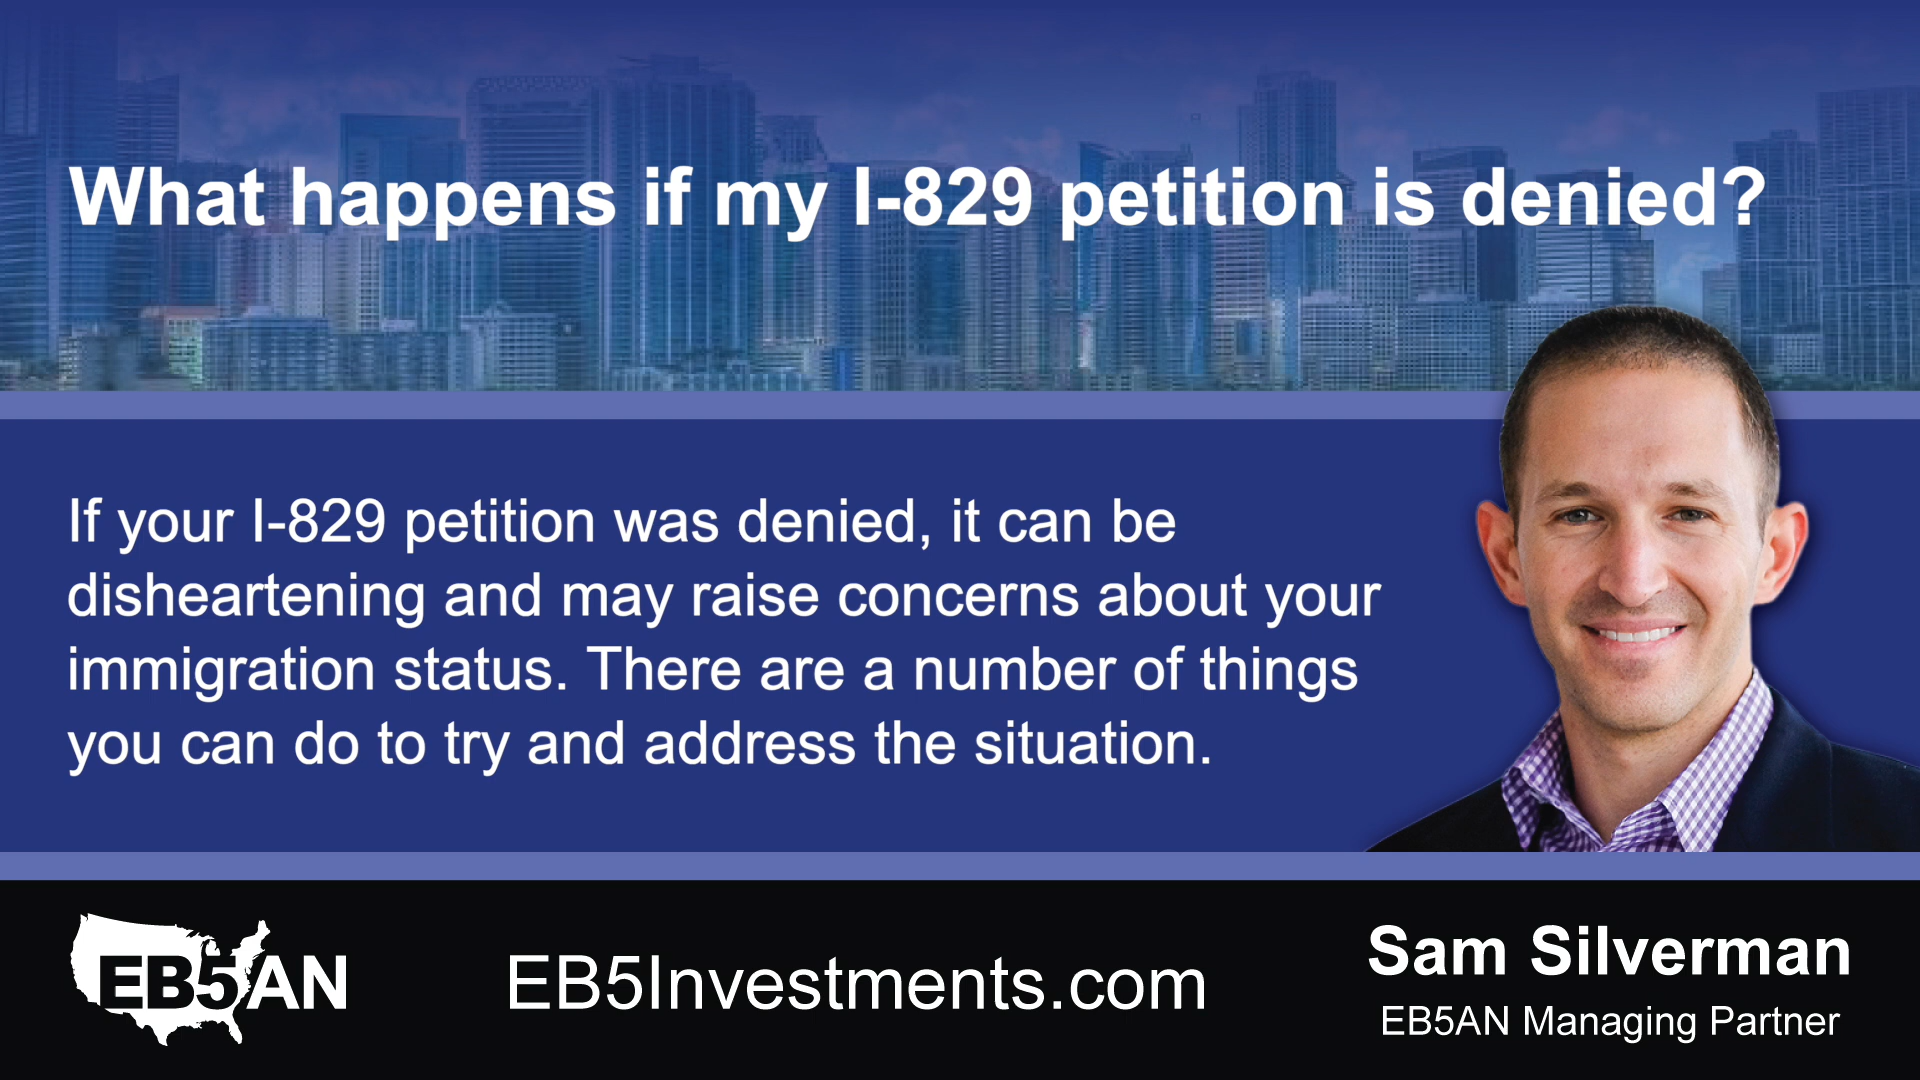 What happens if my I-829 petition is denied?
If your I-829 petition was denied, it can be
disheartening and may raise concerns about your
immigration status. There are a number of things
you can do to try and address the situation.
EB5AN
EB5Investments.com
Sam Silverman
EB5AN Managing Partner